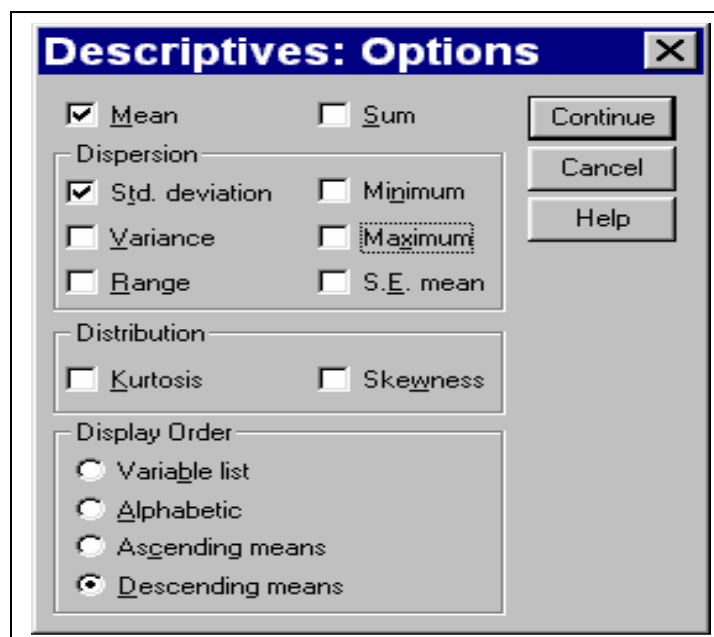 Descriptives: Options
Mean
Sum
Continue
Cancel
Help
Dispersion
Std. deviation
Minimum
Variance
Maximum
Range
S.E. mean
Distribution
Kurtosis
Skewness
Display Order
Variable list
Alphabetic
Ascending means
Descending means